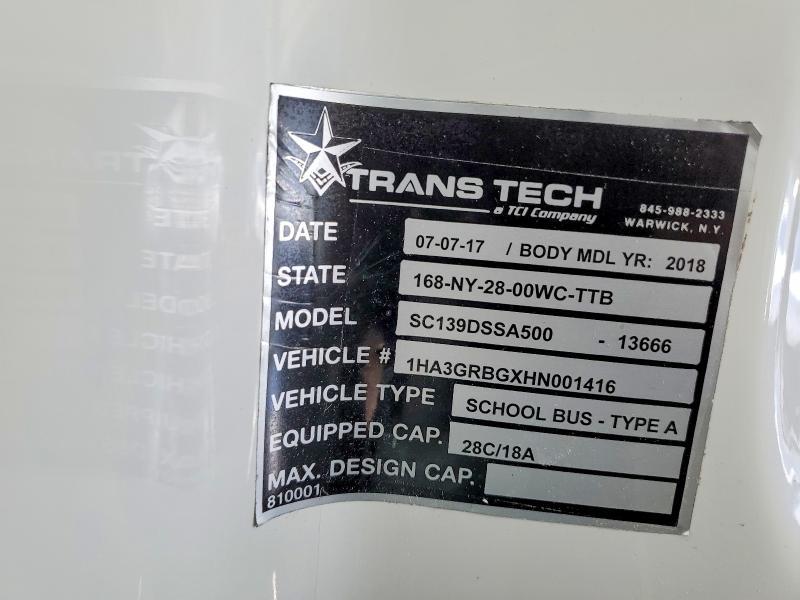 TRANS TECH
a TCI Company
845-988-2333
WARWICK, N.Y.
DATE 07-07-17 / BODY MDL YR: 2018
STATE 168-NY-28-00WC-TTB
MODEL SC139DSSA500 - 13666
VEHICLE # 1HA3GRBGXHN001416
VEHICLE TYPE SCHOOL BUS - TYPE A
EQUIPPED CAP. 28C/18A
MAX. DESIGN CAP.
810001